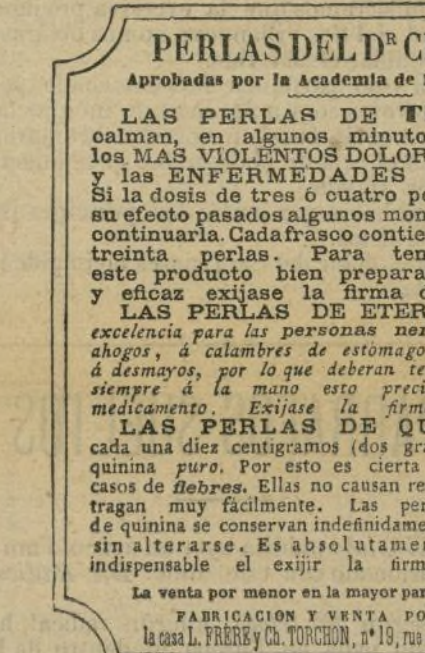 PERLAS DEL DR C
Aprobadas por la Academia de
LAS PERLAS DE T
calman, en algunos minuto
los MAS VIOLENTOS DOLOR
y las ENFERMEDADES
Si la dosis de tres ó cuatro pe
su efecto pasados algunos mon
continuarla. Cada frasco contie
treinta perlas. Para ten
este producto bien prepara
y eficaz exijase la firma
LAS PERLAS DE ETER
excelencia para las personas ner
ahogos, á calambres de estómago
á desmayos, por lo que deberan te
siempre á la mano esto preci
medicamento. Exijase la firm
LAS PERLAS DE QU
cada una diez centigramos (dos gra
quinina puro. Por esto es cierta
casos de fiebres. Ellas no causan re
tragan muy fácilmente. Las per
de quinina se conservan indefinidame
sin alterarse. Es absolutamen
indispensable el exijir la firm
La venta por menor en la mayor par
FABRICACION Y VENTA PO
la casa L. FRERE y Ch. TORCHON, n° 19, rue